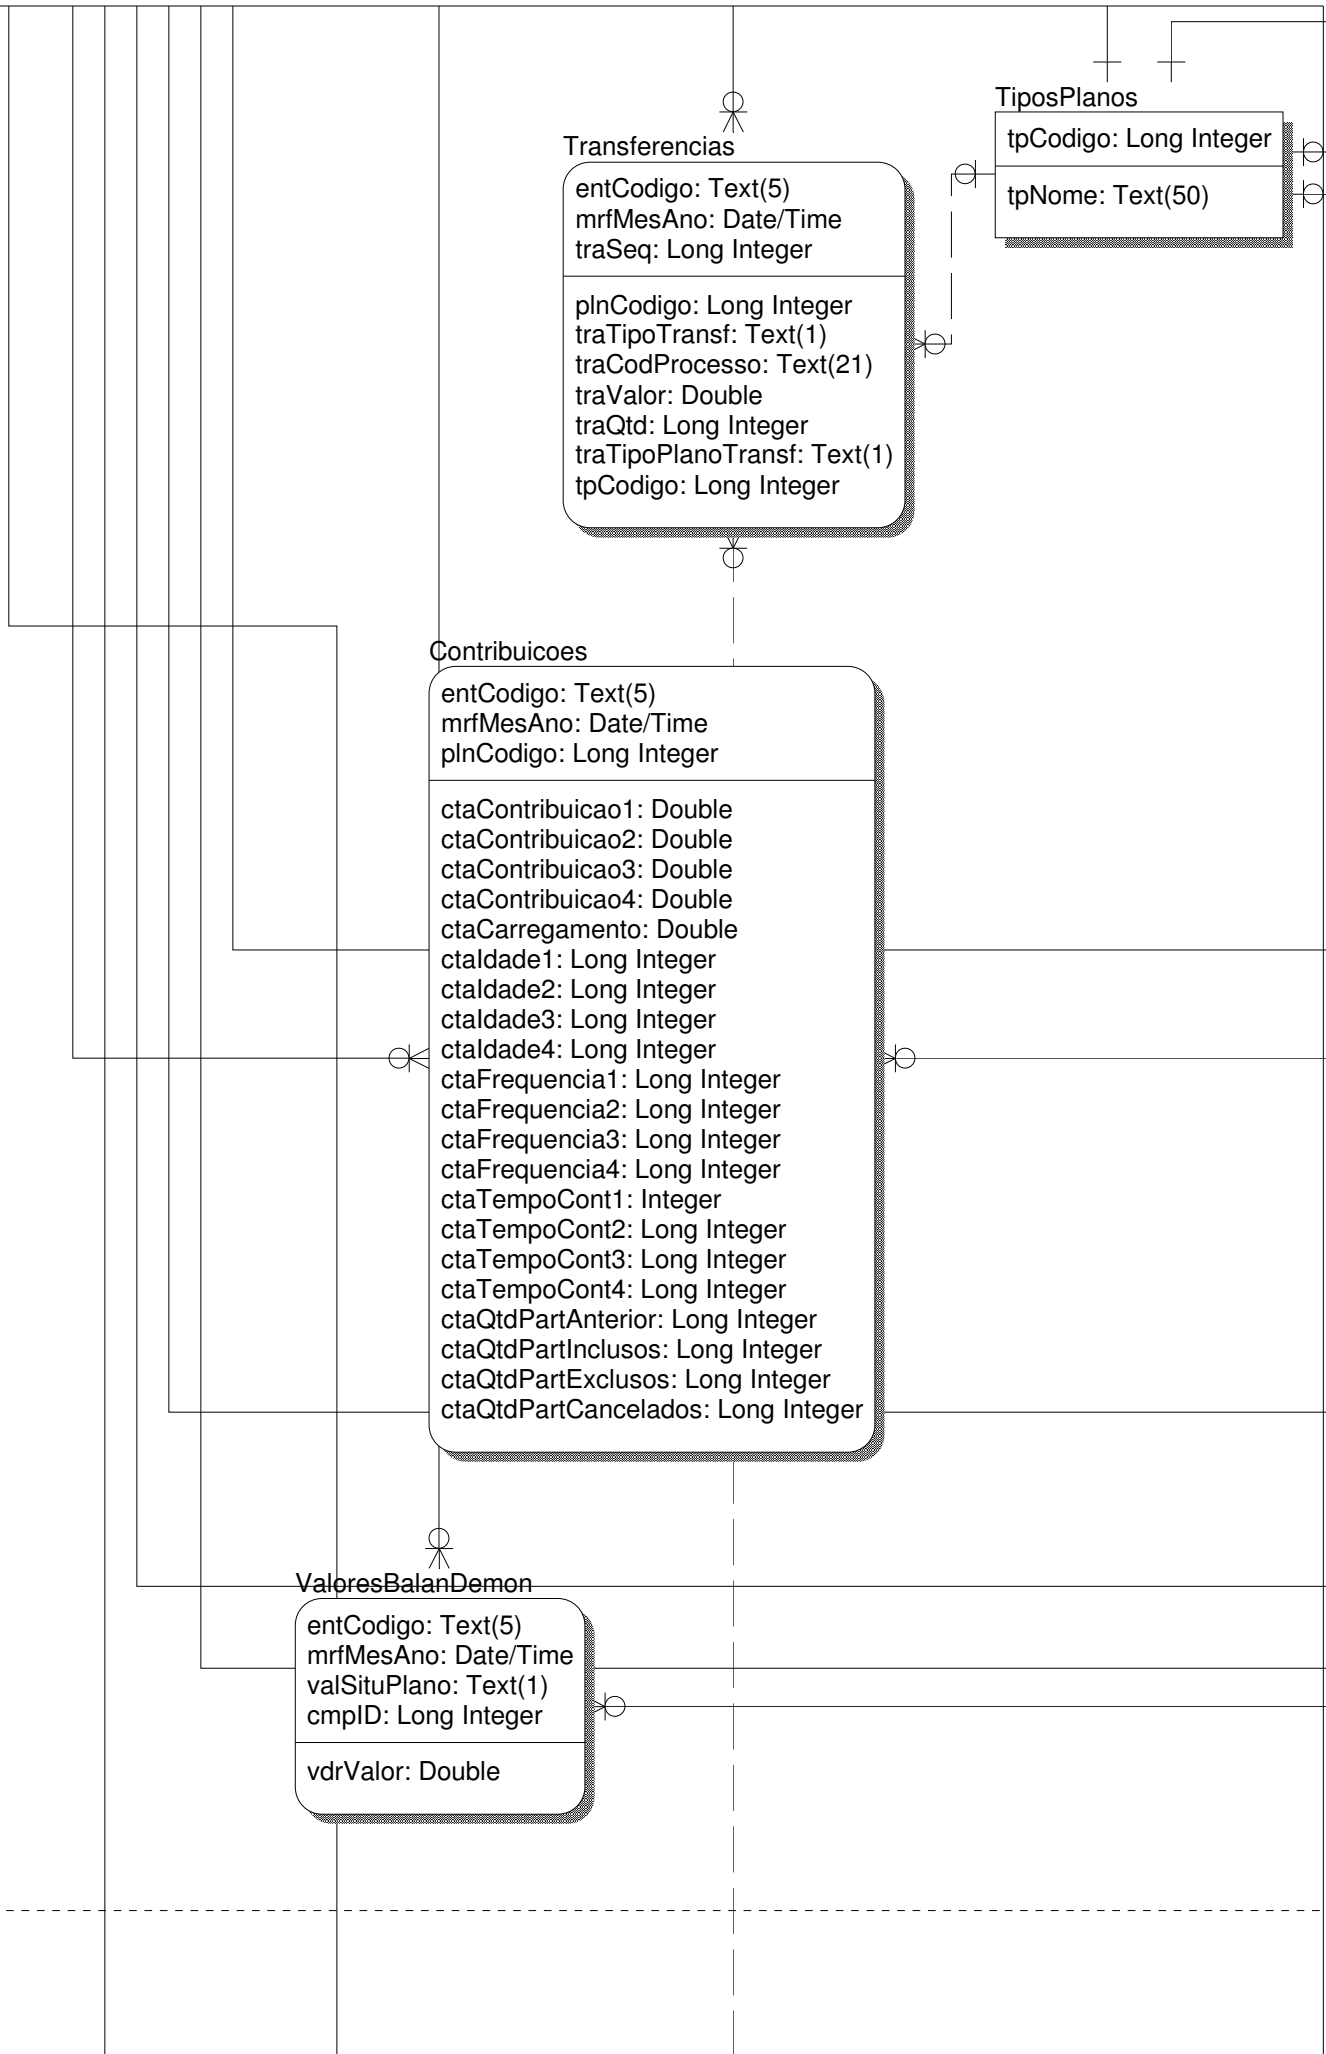 TiposPlanos
tpCodigo: Long Integer
tpNome: Text(50)
Transferencias
entCodigo: Text(5)
mrfMesAno: Date/Time
traSeq: Long Integer
plnCodigo: Long Integer
traTipoTransf: Text(1)
traCodProcesso: Text(21)
traValor: Double
traQtd: Long Integer
traTipoPlanoTransf: Text(1)
tpCodigo: Long Integer
Contribuicoes
entCodigo: Text(5)
mrfMesAno: Date/Time
plnCodigo: Long Integer
ctaContribuicao1: Double
ctaContribuicao2: Double
ctaContribuicao3: Double
ctaContribuicao4: Double
ctaCarregamento: Double
ctaIdade1: Long Integer
ctaIdade2: Long Integer
ctaIdade3: Long Integer
ctaIdade4: Long Integer
ctaFrequencia1: Long Integer
ctaFrequencia2: Long Integer
ctaFrequencia3: Long Integer
ctaFrequencia4: Long Integer
ctaTempoCont1: Integer
ctaTempoCont2: Long Integer
ctaTempoCont3: Long Integer
ctaTempoCont4: Long Integer
ctaQtdPartAnterior: Long Integer
ctaQtdPartInclusos: Long Integer
ctaQtdPartExclusos: Long Integer
ctaQtdPartCancelados: Long Integer
ValoresBalanDemon
entCodigo: Text(5)
mrfMesAno: Date/Time
valSituPlano: Text(1)
cmpID: Long Integer
vdrValor: Double